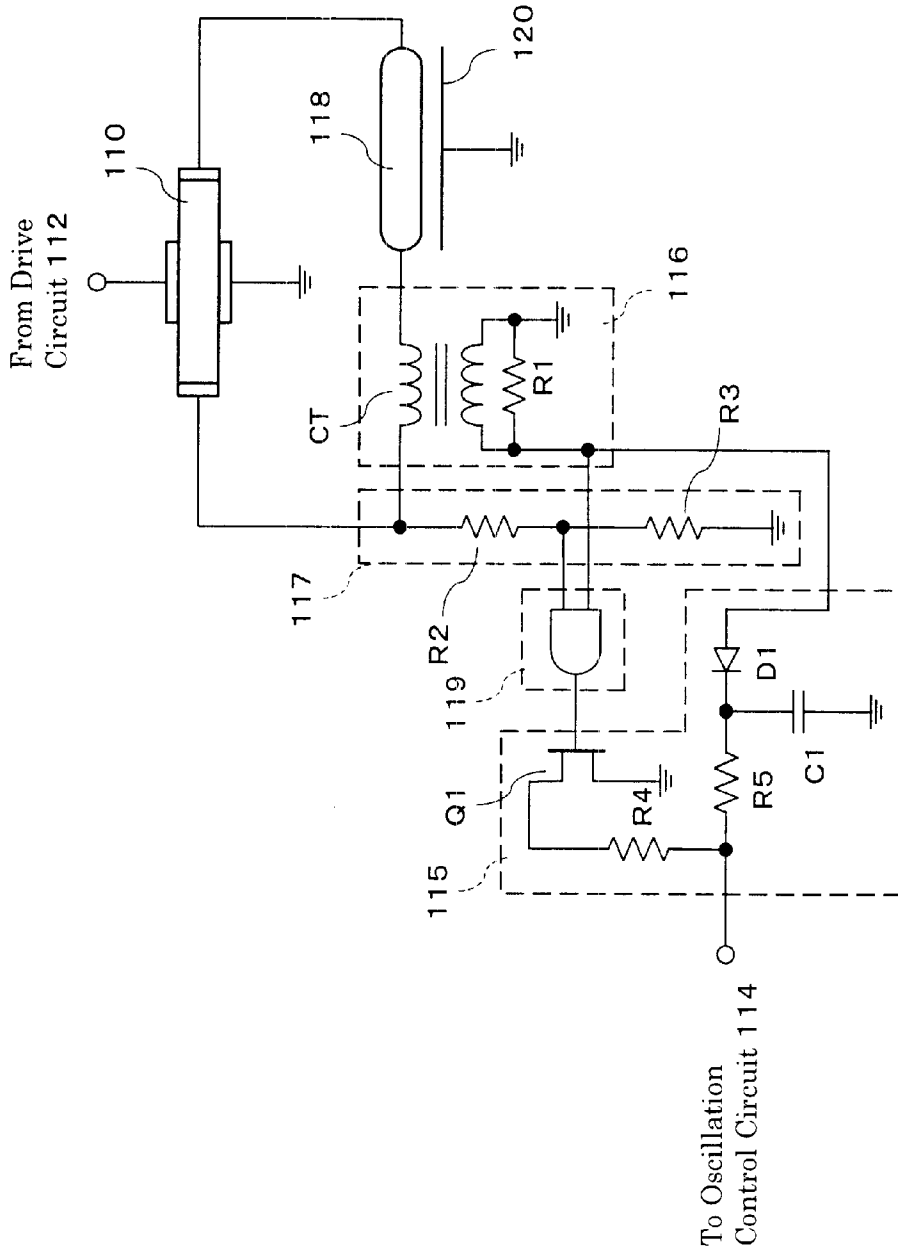 From Drive
Circuit 112
110
118
120
CT
R1
116
117
R2
R3
119
Q1
115
R4
R5
D1
C1
To Oscillation
Control Circuit 114